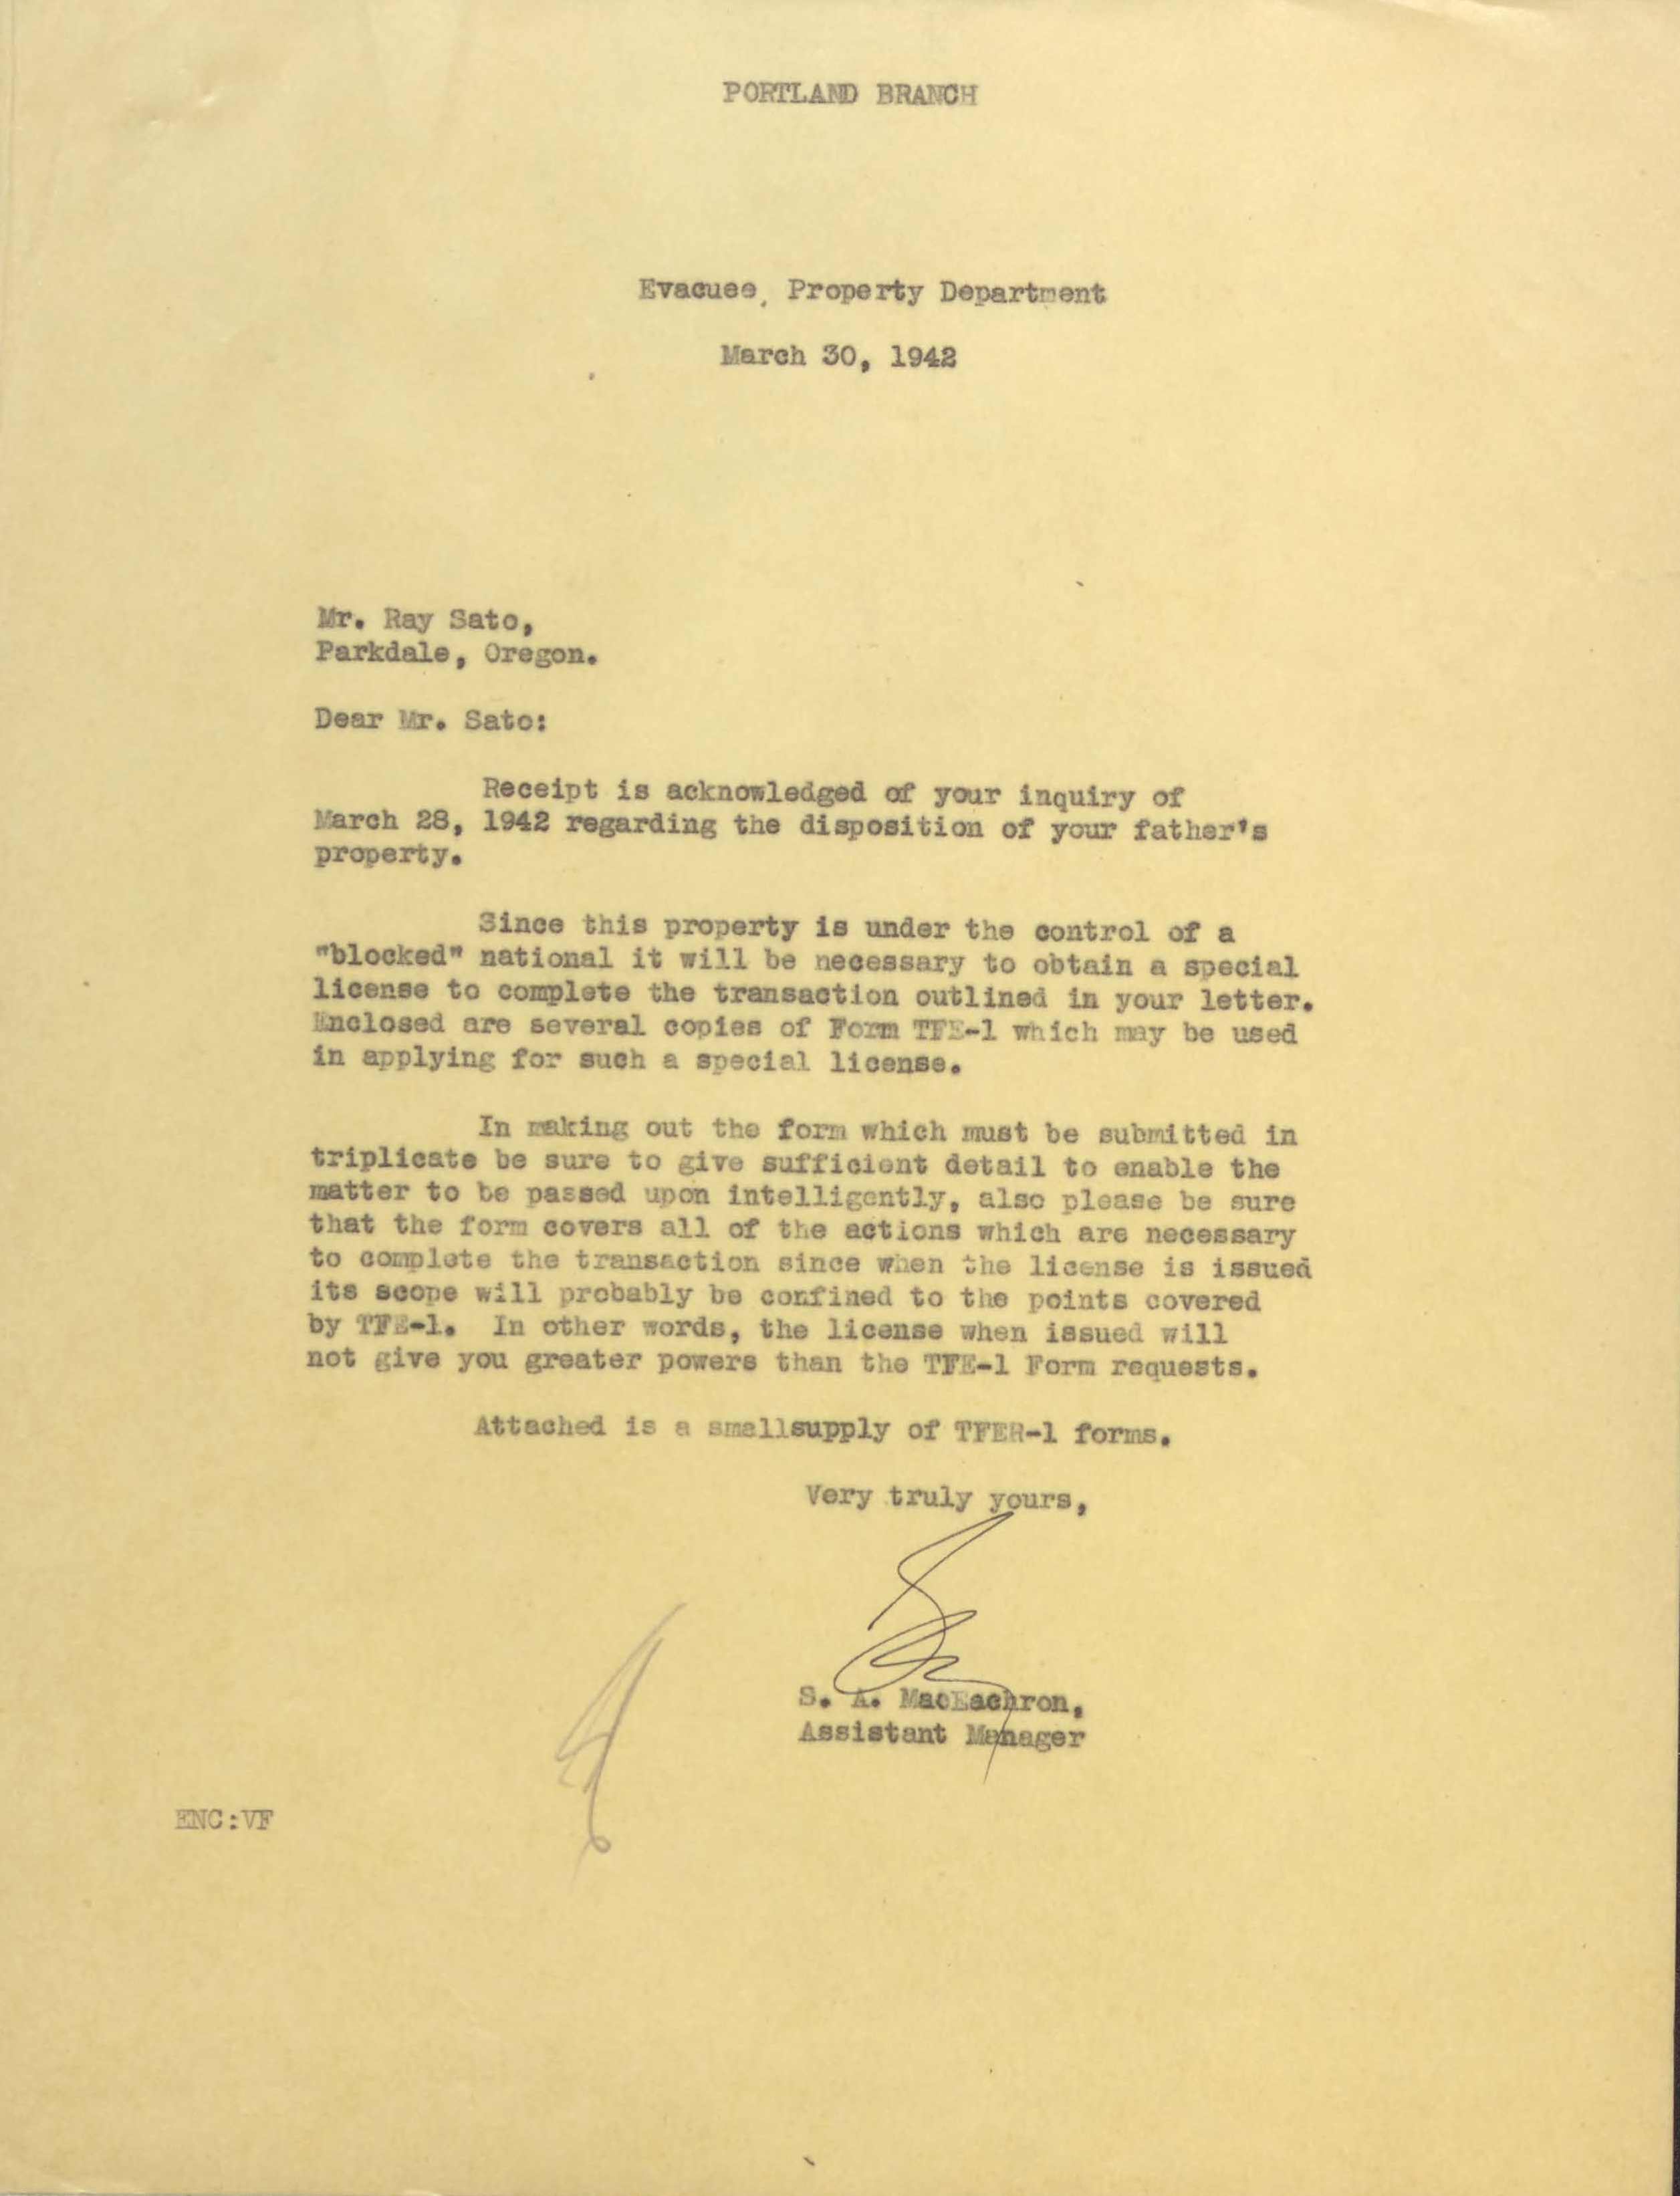 PORTLAND BRANCH
Evacuee, Property Department
March 30, 1942
Mr. Ray Sato,
Parkdale, Oregon.
Dear Mr. Sato:
Receipt is acknowledged of your inquiry of
March 28, 1942 regarding the disposition of your father's
property.
Since this property is under the control of a
"blocked" national it will be necessary to obtain a special
license to complete the transaction outlined in your letter.
Enclosed are several copies of Form TFE-1 which may be used
in applying for such a special license.
In making out the form which must be submitted in
triplicate be sure to give sufficient detail to enable the
matter to be passed upon intelligently, also please be sure
that the form covers all of the actions which are necessary
to complete the transaction since when the license is issued
its scope will probably be confined to the points covered
by TFE-1. In other words, the license when issued will
not give you greater powers than the TFE-1 Form requests.
Attached is a smallsupply of TFER-1 forms.
Very truly yours,
S. A. MacEachron,
Assistant Manager
ENC:VF